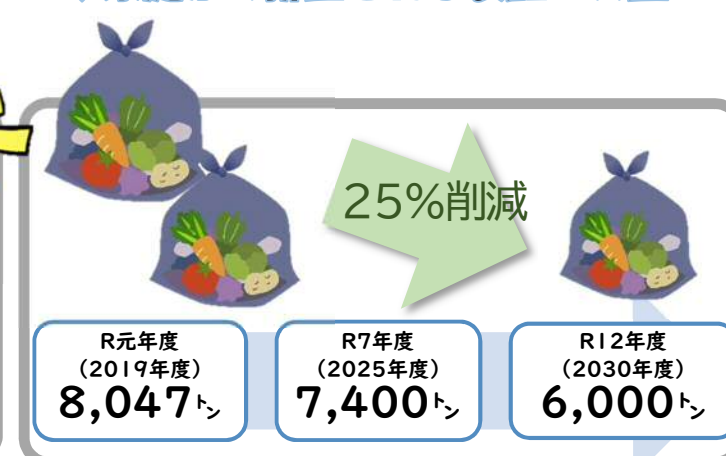 25%削減
R元年度
（2019年度）
8,047㌧
R7年度
（2025年度）
7,400㌧
R12年度
（2030年度）
6,000㌧